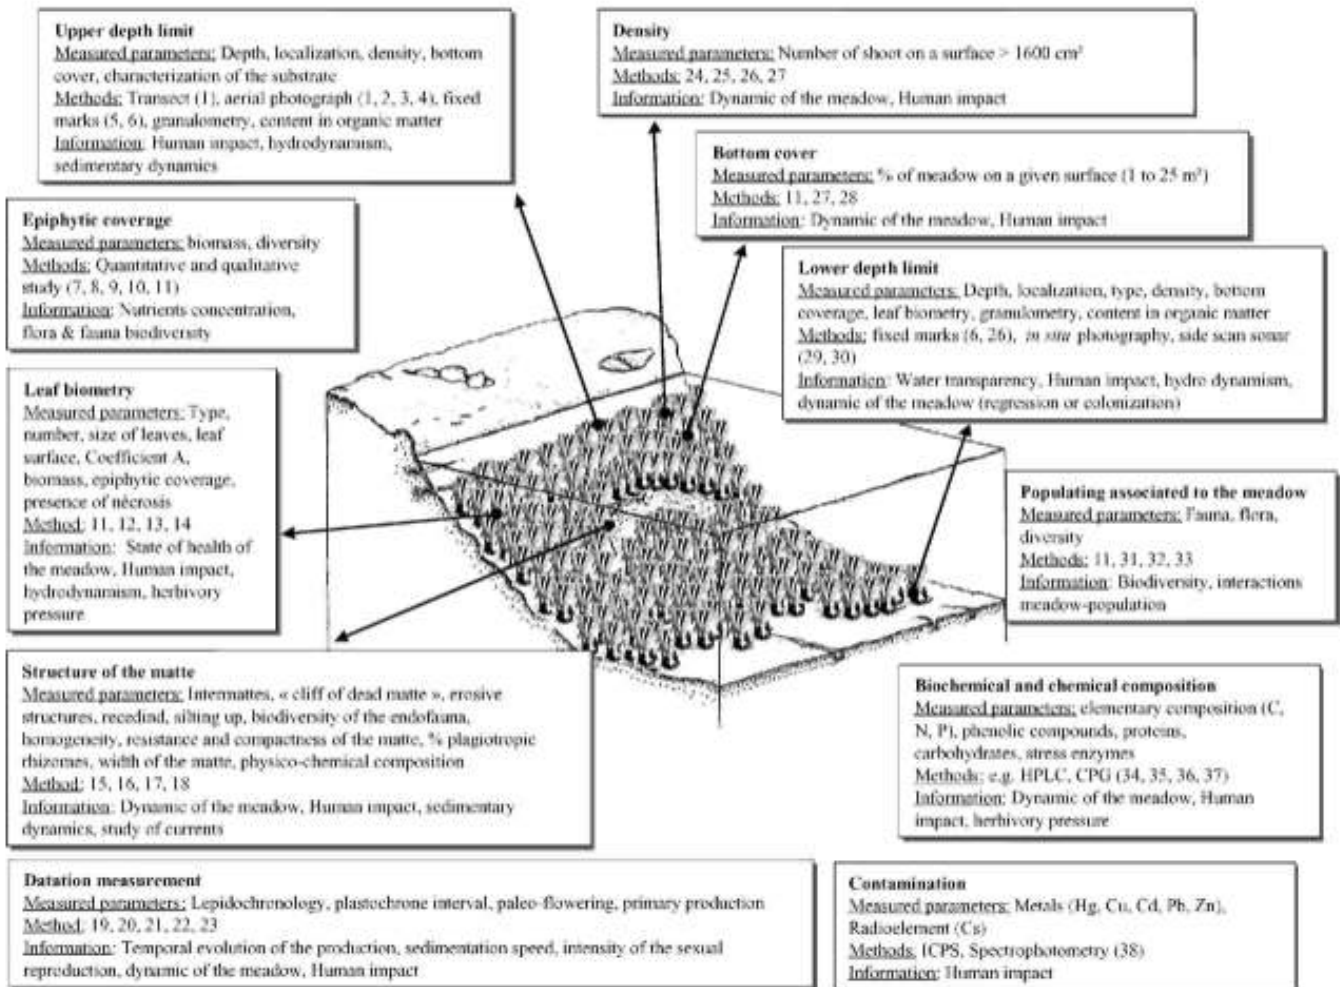 Upper depth limit
Measured parameters: Depth, localization, density, bottom
cover, characterization of the substrate
Methods: Transect (1), aerial photograph (1, 2, 3, 4), fixed
marks (5, 6), granulometry, content in organic matter
Information: Human impact, hydrodynamism,
sedimentary dynamics
Density
Measured parameters: Number of shoot on a surface > 1600 cm²
Methods: 24, 25, 26, 27
Information: Dynamic of the meadow, Human impact
Bottom cover
Measured parameters: % of meadow on a given surface (1 to 25 m²)
Methods: 11, 27, 28
Information: Dynamic of the meadow, Human impact
Epiphytic coverage
Measured parameters: biomass, diversity
Methods: Quantitative and qualitative
study (7, 8, 9, 10, 11)
Information: Nutrients concentration,
flora & fauna biodiversity
Lower depth limit
Measured parameters: Depth, localization, type, density, bottom
coverage, leaf biometry, granulometry, content in organic matter
Methods: fixed marks (6, 26), in situ photography, side scan sonar
(29, 30)
Information: Water transparency, Human impact, hydro dynamism,
dynamic of the meadow (regression or colonization)
Leaf biometry
Measured parameters: Type,
number, size of leaves, leaf
surface, Coefficient A,
biomass, epiphytic coverage,
presence of nécrosis
Method: 11, 12, 13, 14
Information: State of health of
the meadow, Human impact,
hydrodynamism, herbivory
pressure
Populating associated to the meadow
Measured parameters: Fauna, flora,
diversity
Methods: 11, 31, 32, 33
Information: Biodiversity, interactions
meadow-population
Structure of the matte
Measured parameters: Intermattes, « cliff of dead matte », erosive
structures, recedind, silting up, biodiversity of the endofauna,
homogeneity, resistance and compactness of the matte, % plagiotropic
rhizomes, width of the matte, physico-chemical composition
Method: 15, 16, 17, 18
Information: Dynamic of the meadow, Human impact, sedimentary
dynamics, study of currents
Biochemical and chemical composition
Measured parameters: elementary composition (C,
N, P), phenolic compounds, proteins,
carbohydrates, stress enzymes
Methods: e.g. HPLC, CPG (34, 35, 36, 37)
Information: Dynamic of the meadow, Human
impact, herbivory pressure
Datation measurement
Measured parameters: Lepidochronology, plastochrone interval, paleo-flowering, primary production
Method: 19, 20, 21, 22, 23
Information: Temporal evolution of the production, sedimentation speed, intensity of the sexual
reproduction, dynamic of the meadow, Human impact
Contamination
Measured parameters: Metals (Hg, Cu, Cd, Pb, Zn),
Radioelement (Cs)
Methods: ICPS, Spectrophotometry (38)
Information: Human impact